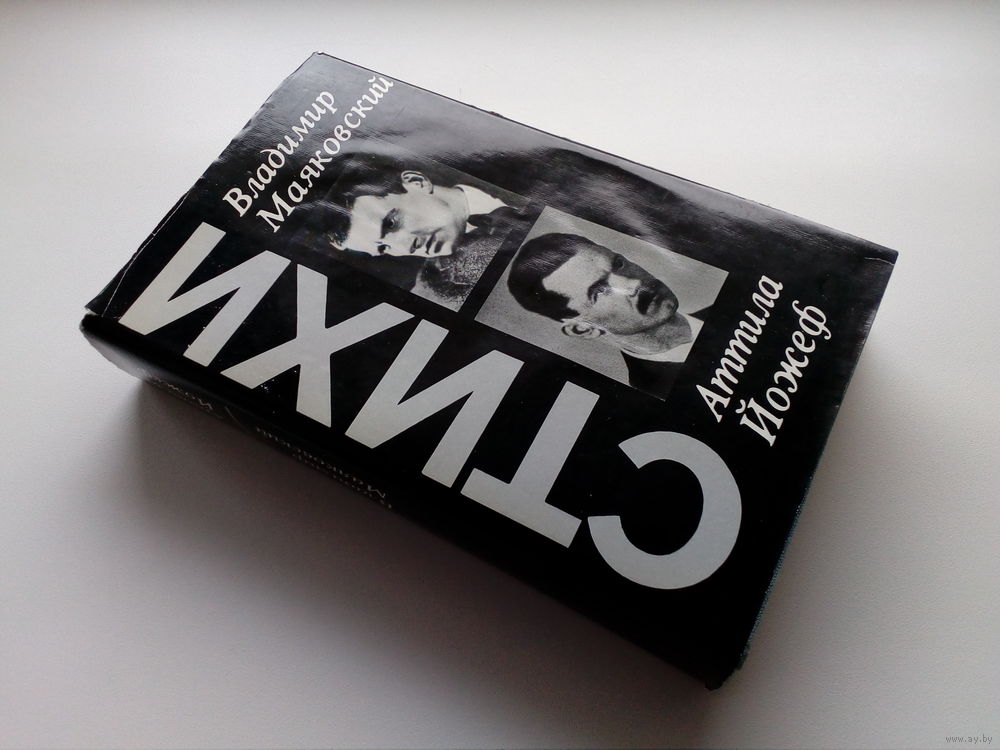 Владимир
Маяковский
Аттила
Йожеф
СТИХИ
www.ay.by